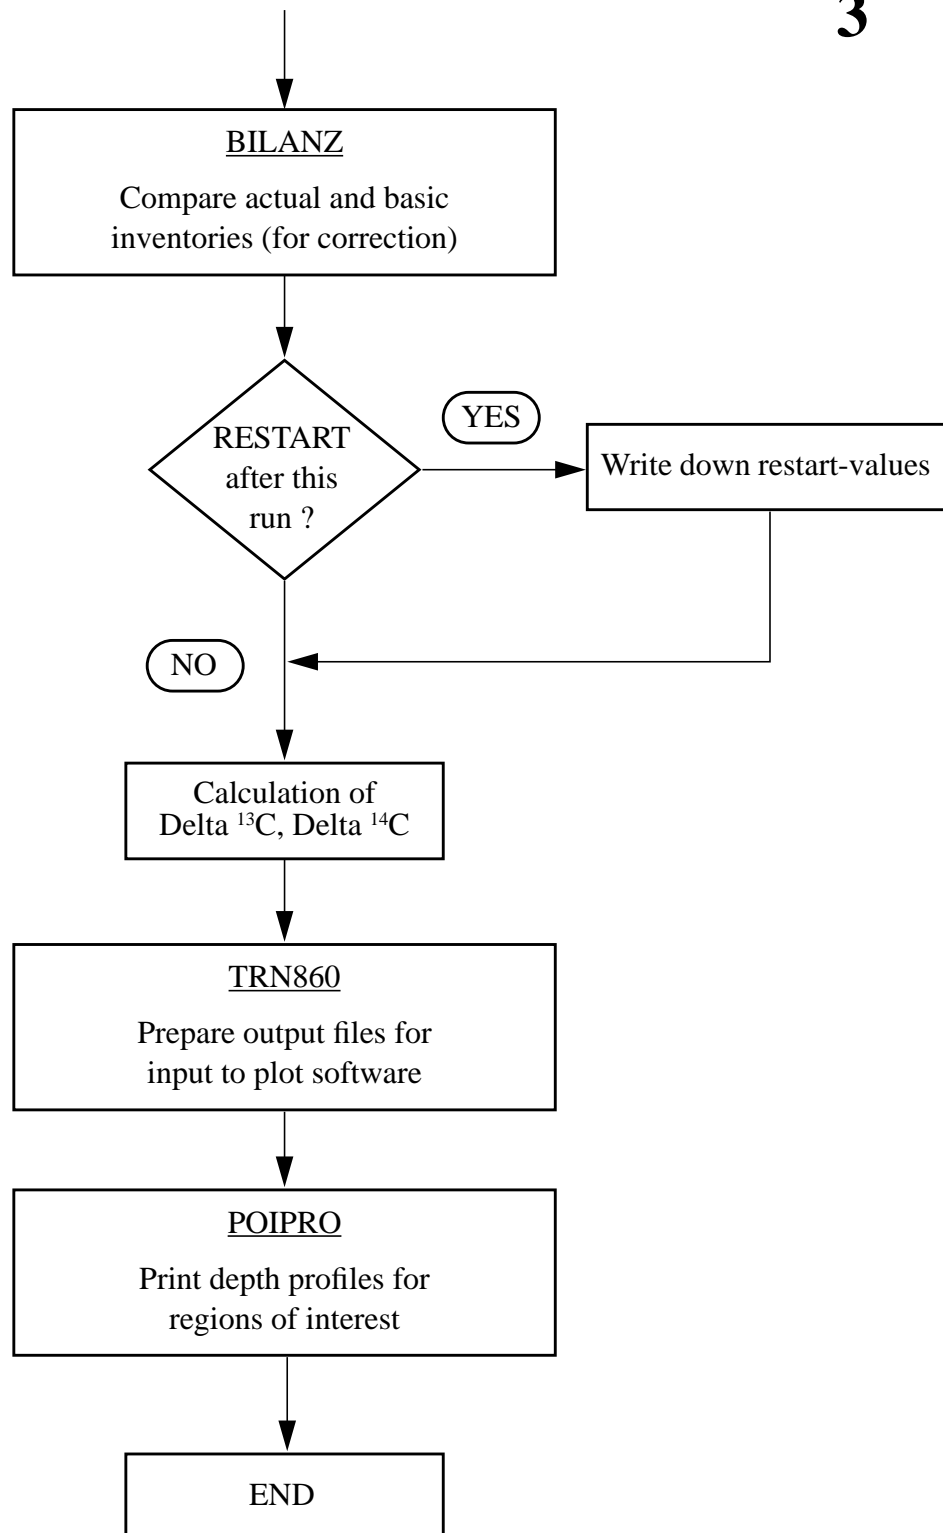 3
BILANZ
Compare actual and basic
inventories (for correction)
RESTART
after this
run ?
YES
Write down restart-values
NO
Calculation of
Delta ¹³C, Delta ¹⁴C
TRN860
Prepare output files for
input to plot software
POIPRO
Print depth profiles for
regions of interest
END